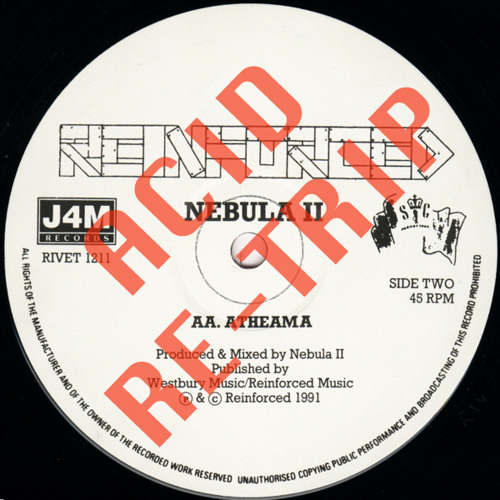 REINFORCED
ACID
RE-TRIP
J4M
RECORDS
NEBULA II
RIVET 1211
SIDE TWO
45 RPM
AA. ATHEAMA
Produced & Mixed by Nebula II
Published by
Westbury Music/Reinforced Music
Ⓟ & © Reinforced 1991
ALL RIGHTS OF THE MANUFACTURER AND OF THE OWNER OF THE RECORDED WORK RESERVED UNAUTHORISED COPYING PUBLIC PERFORMANCE AND BROADCASTING OF THIS RECORD PROHIBITED